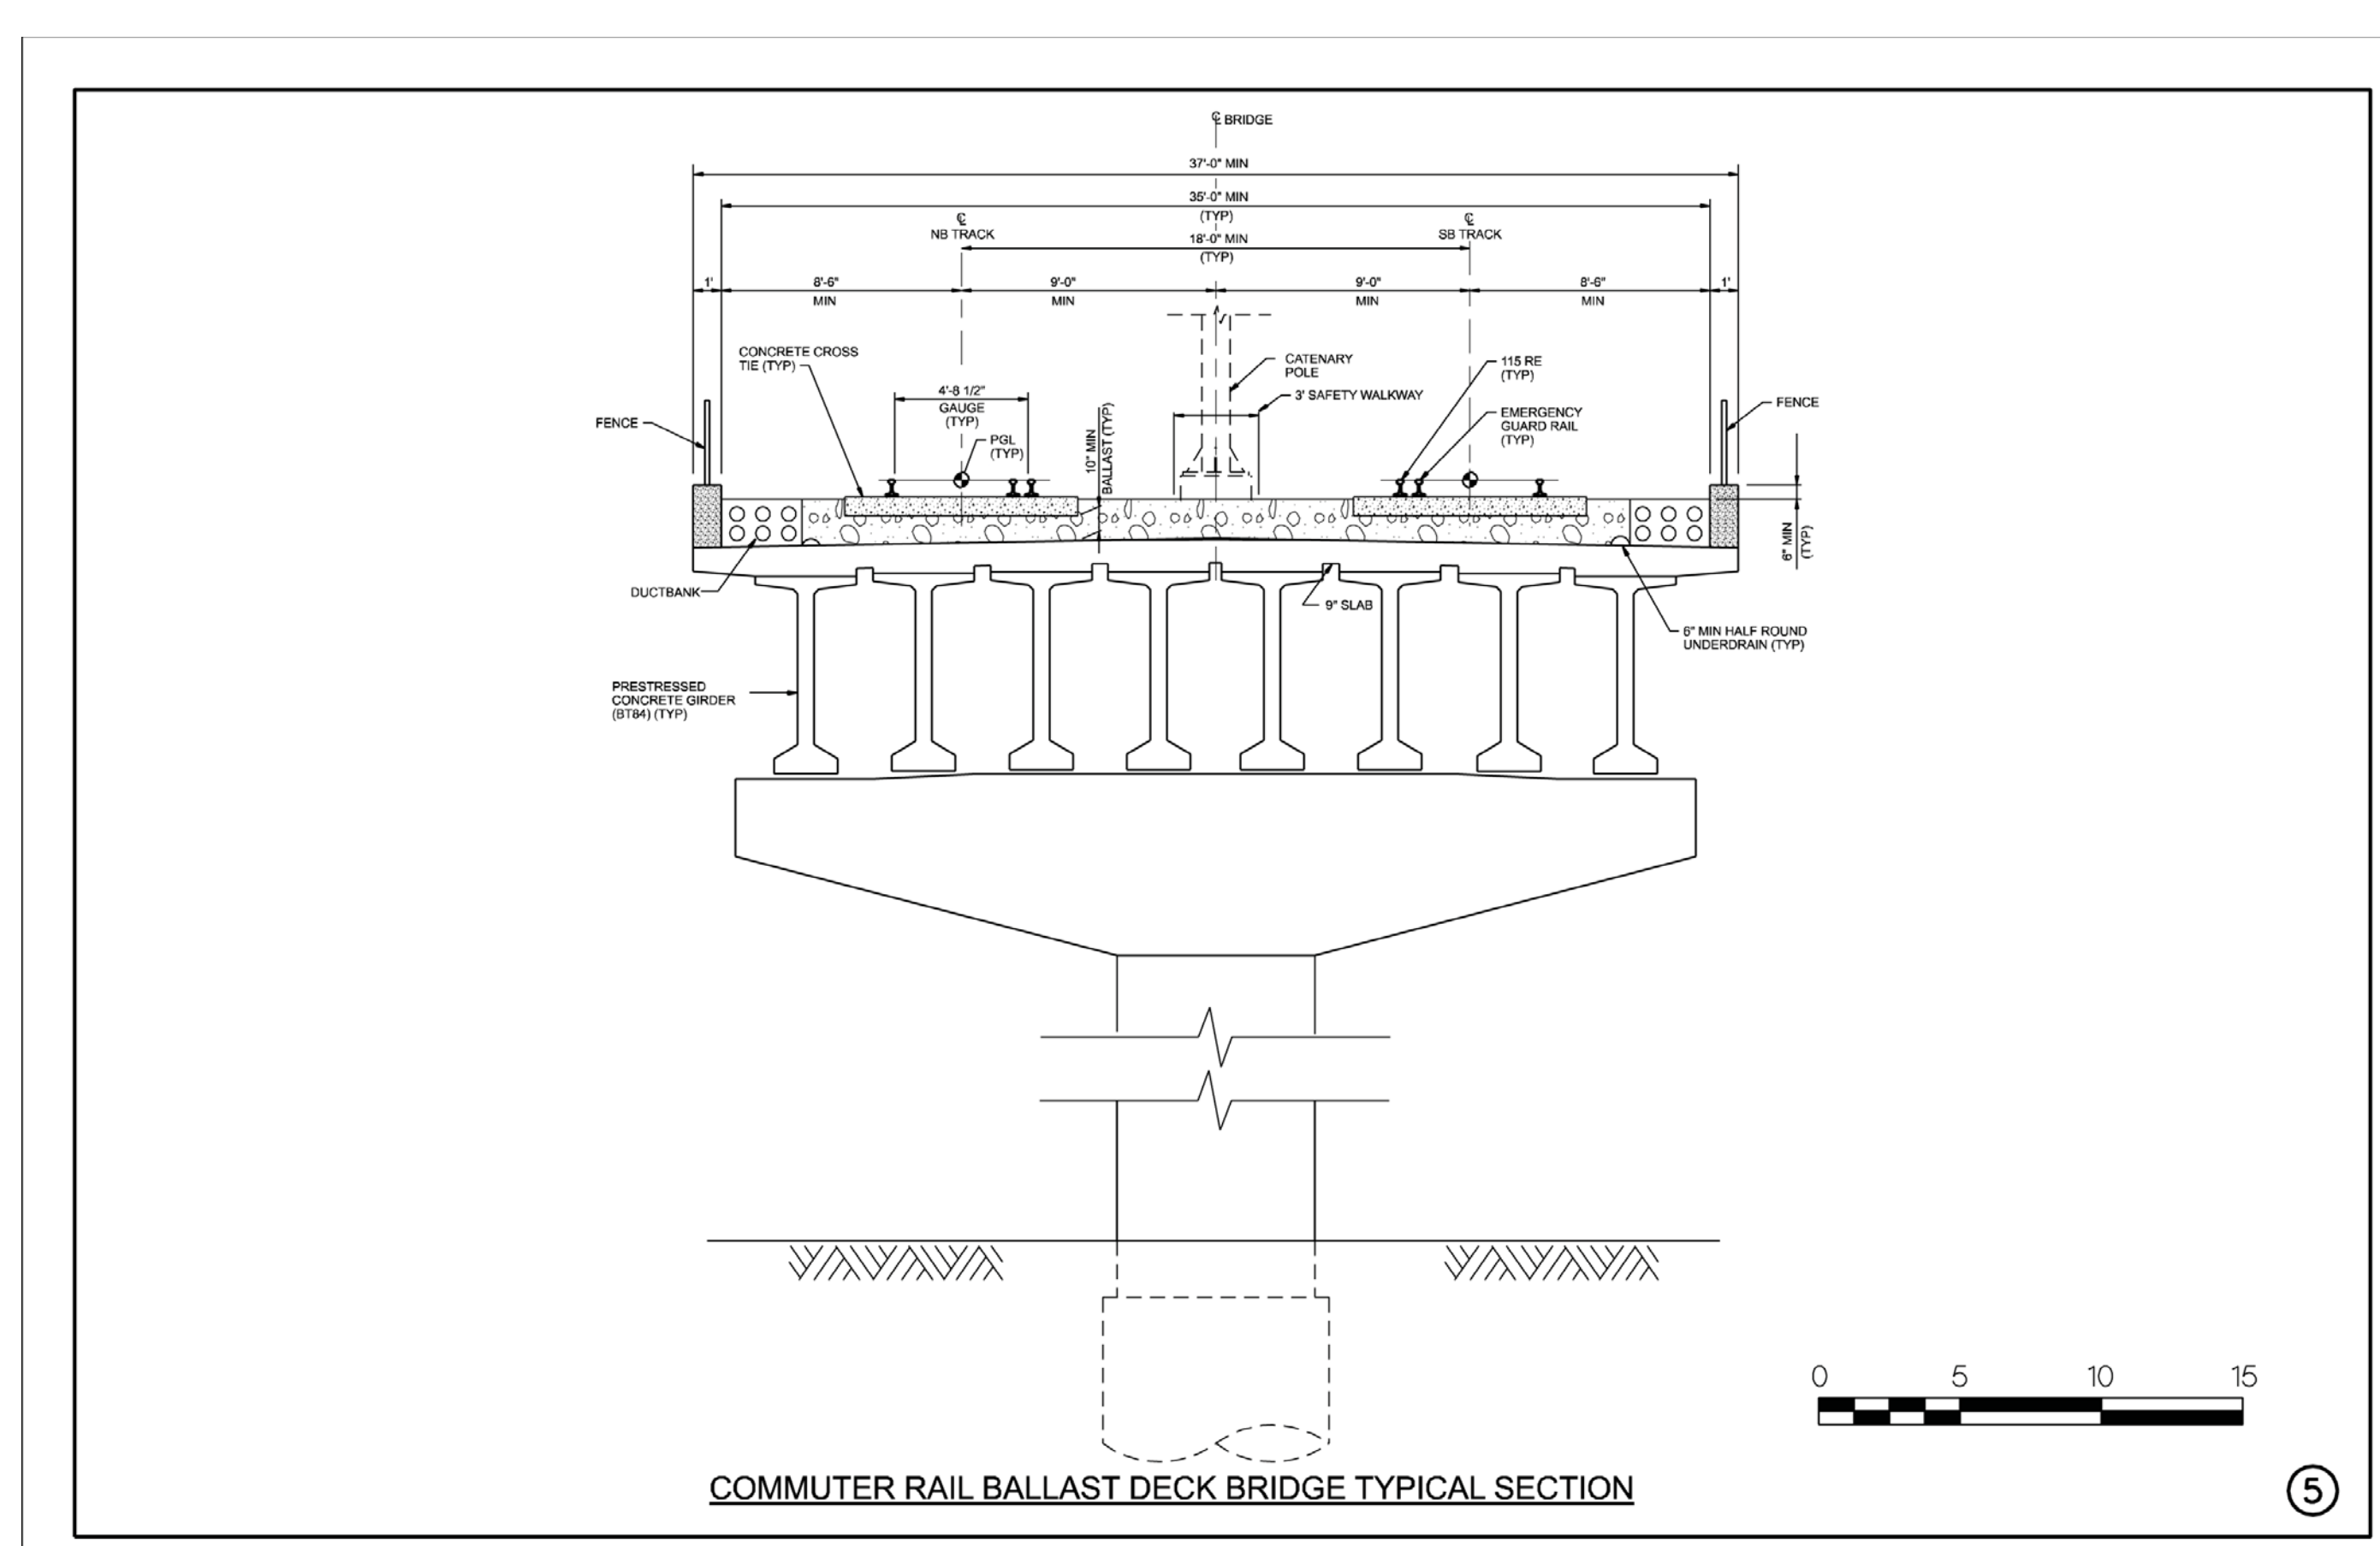 ℄ BRIDGE
37'-0" MIN
35'-0" MIN
(TYP)
℄
NB TRACK
℄
SB TRACK
18'-0" MIN
(TYP)
1'
8'-6"
MIN
9'-0"
MIN
9'-0"
MIN
8'-6"
MIN
1'
CONCRETE CROSS
TIE (TYP)
CATENARY
POLE
115 RE
(TYP)
4'-8 1/2"
GAUGE
(TYP)
3' SAFETY WALKWAY
FENCE
PGL
(TYP)
10" MIN
BALLAST (TYP)
EMERGENCY
GUARD RAIL
(TYP)
FENCE
6" MIN
(TYP)
DUCTBANK
9" SLAB
6" MIN HALF ROUND
UNDERDRAIN (TYP)
PRESTRESSED
CONCRETE GIRDER
(BT84) (TYP)
0 5 10 15
COMMUTER RAIL BALLAST DECK BRIDGE TYPICAL SECTION
5